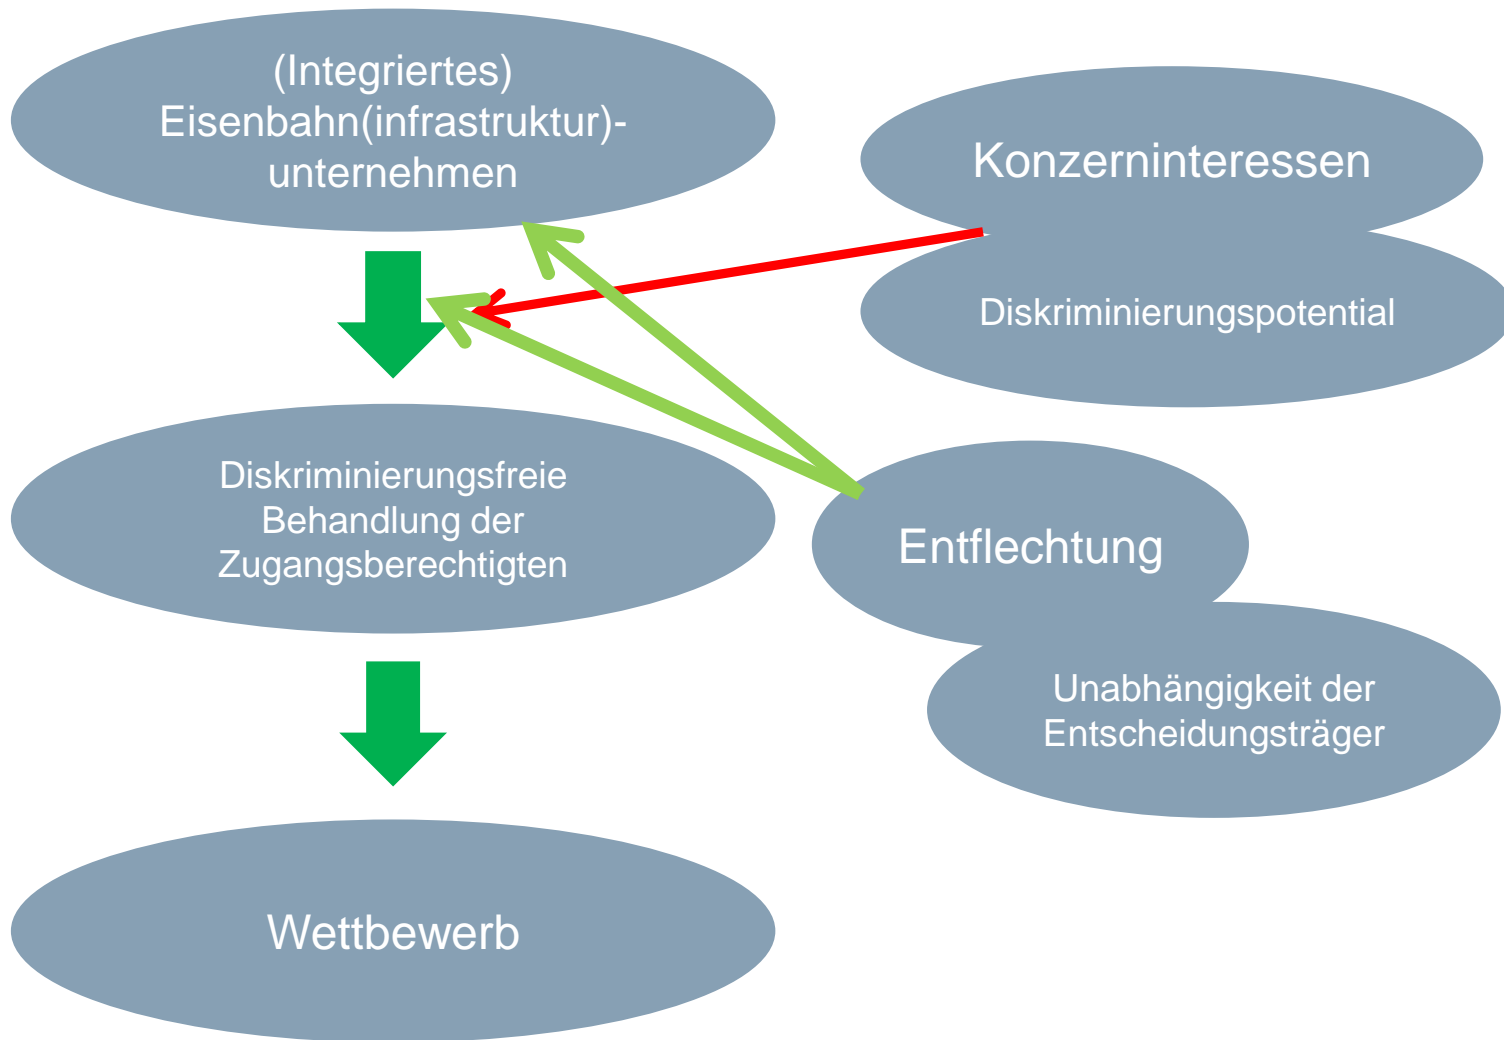 (Integriertes)
Eisenbahn(infrastruktur)-
unternehmen
Konzerninteressen
Diskriminierungspotential
Diskriminierungsfreie
Behandlung der
Zugangsberechtigten
Entflechtung
Unabhängigkeit der
Entscheidungsträger
Wettbewerb